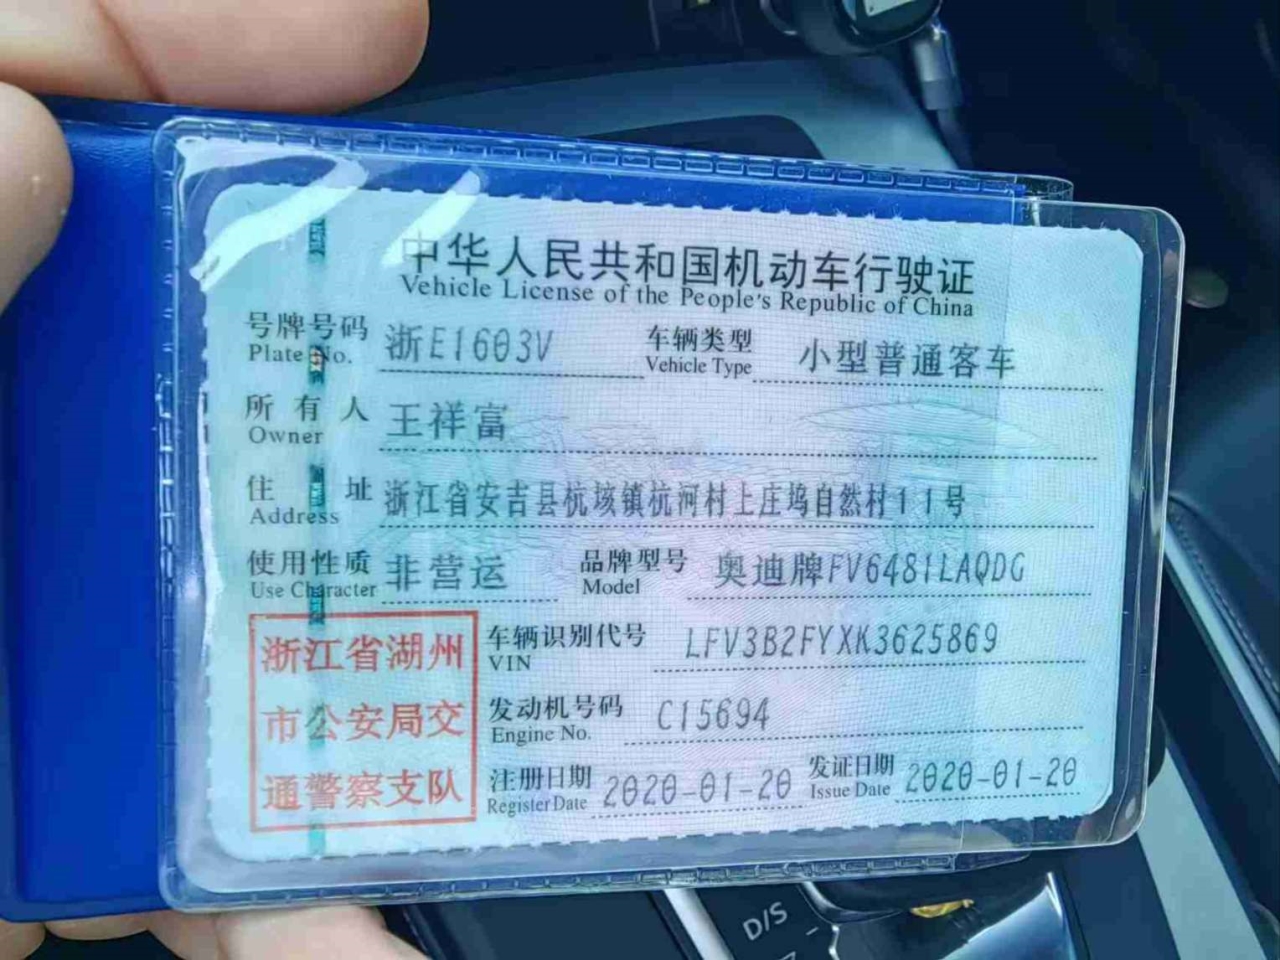 中华人民共和国机动车行驶证
Vehicle License of the People's Republic of China
号牌号码 浙E1603V 车辆类型 小型普通客车
Plate No. Vehicle Type
所有人 王祥富
Owner
住址 浙江省安吉县杭垓镇杭河村上庄坞自然村11号
Address
使用性质 非营运 品牌型号 奥迪牌FV6481LAQDG
Use Character Model
浙江省湖州
市公安局交
通警察支队
车辆识别代号 LFV3B2FYXK3625869
VIN
发动机号码 C15694
Engine No.
注册日期 2020-01-20 发证日期 2020-01-20
Register Date Issue Date
D/S